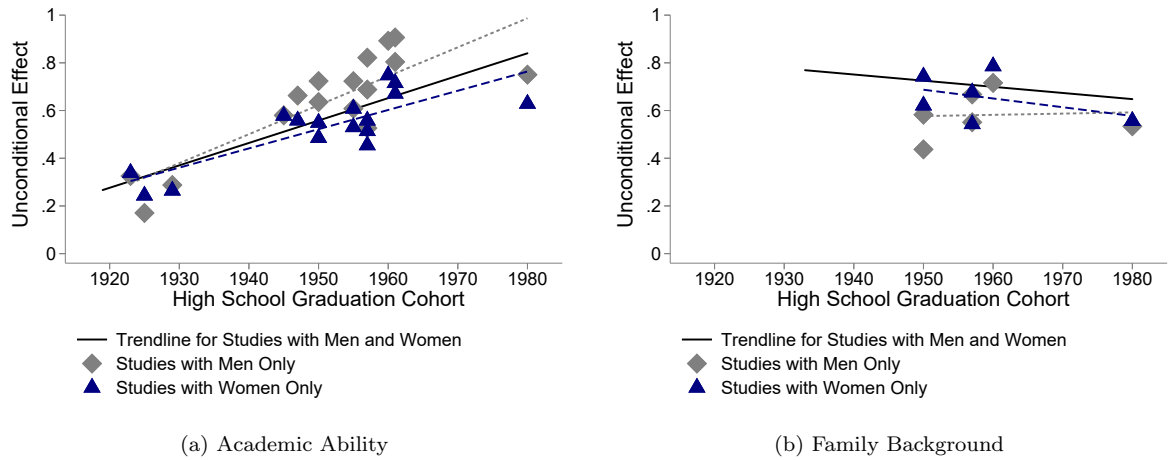 Unconditional Effect
1
.8
.6
.4
.2
0
1920 1930 1940 1950 1960 1970 1980
High School Graduation Cohort
Trendline for Studies with Men and Women
Studies with Men Only
Studies with Women Only
(a) Academic Ability
Unconditional Effect
1
.8
.6
.4
.2
0
1920 1930 1940 1950 1960 1970 1980
High School Graduation Cohort
Trendline for Studies with Men and Women
Studies with Men Only
Studies with Women Only
(b) Family Background